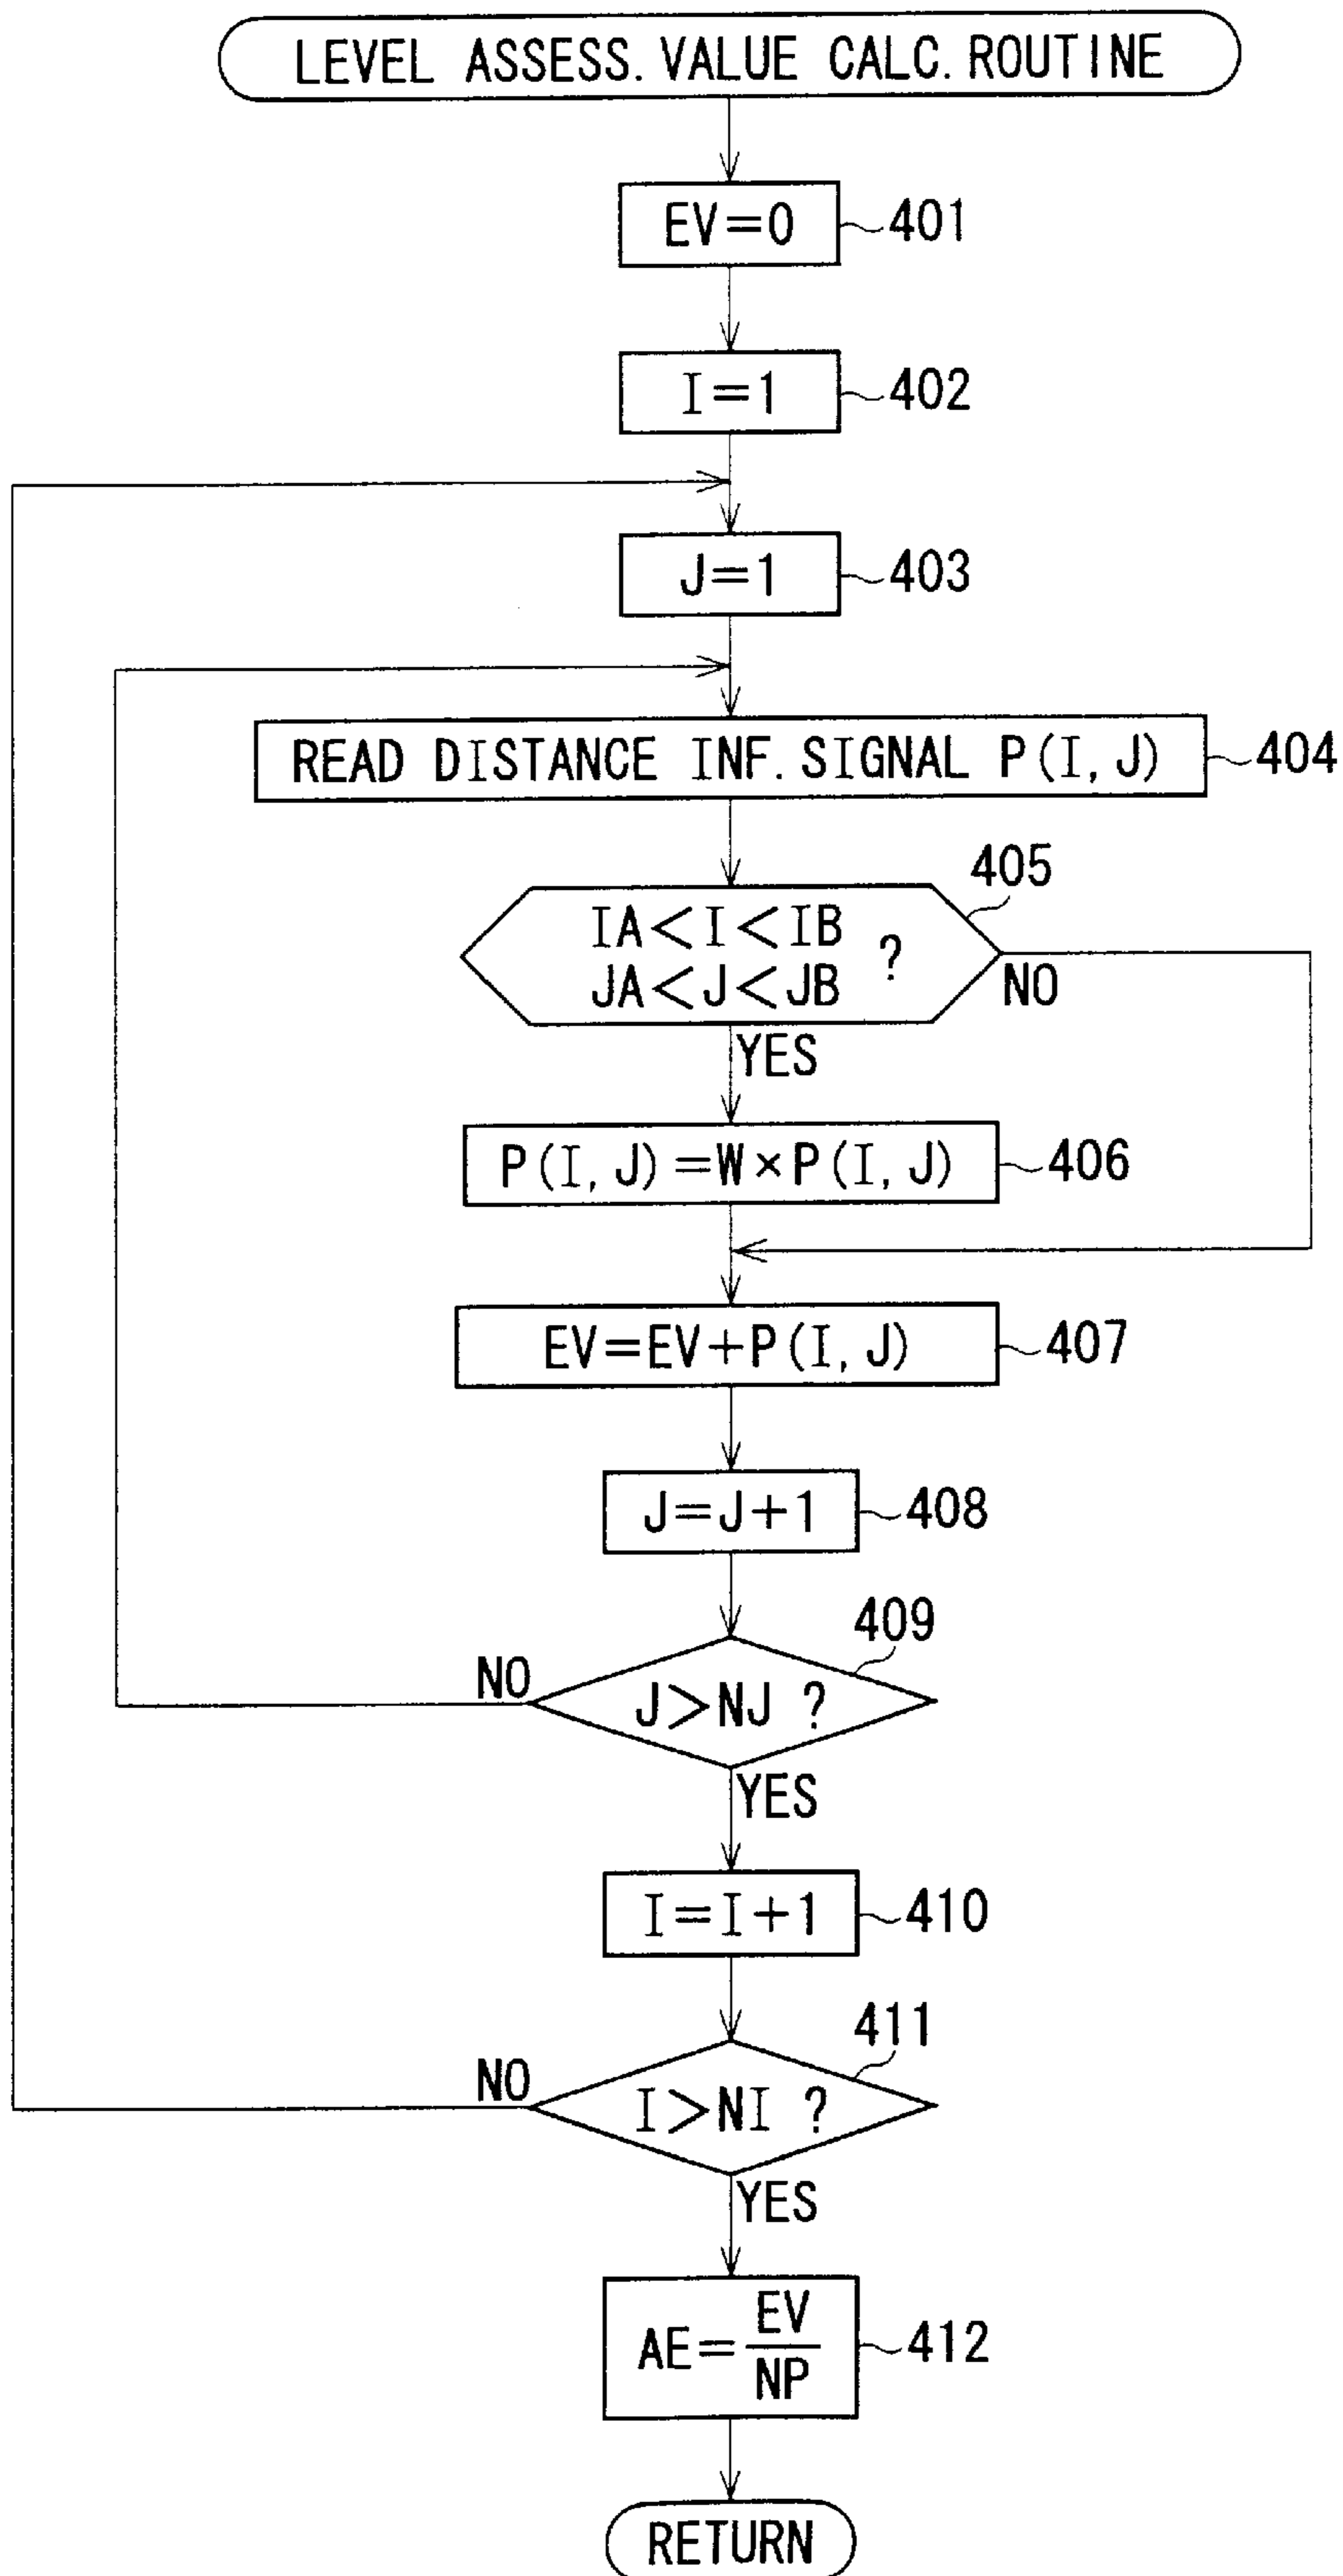 LEVEL ASSESS. VALUE CALC. ROUTINE
EV=0
401
I=1
402
J=1
403
READ DISTANCE INF. SIGNAL P(I, J)
404
405
IA<I<IB
JA<J<JB
?
NO
YES
P(I, J)=W×P(I, J)
406
EV=EV+P(I, J)
407
J=J+1
408
409
NO
J>NJ ?
YES
I=I+1
410
411
NO
I>NI ?
YES
AE=EV/NP
412
RETURN